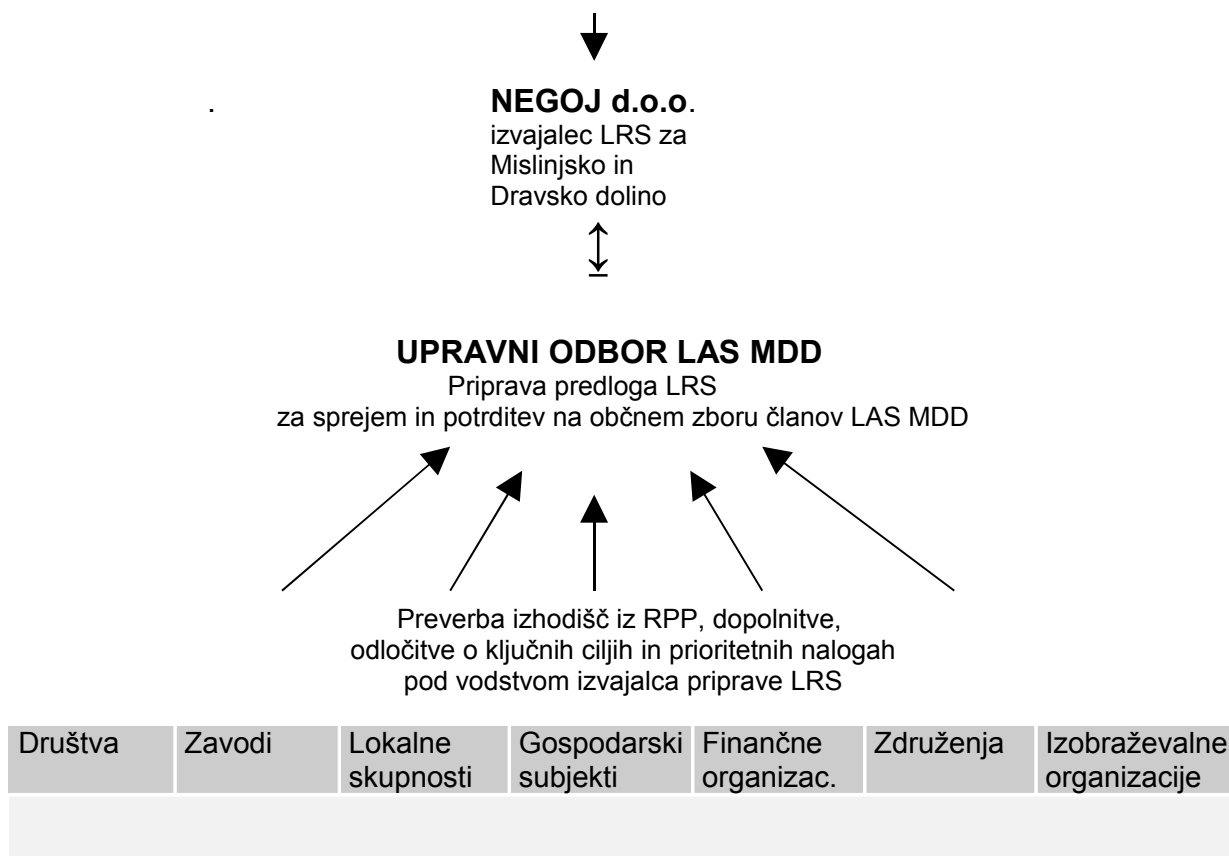 .
NEGOJ d.o.o.
izvajalec LRS za
Mislinjsko in
Dravsko dolino
UPRAVNI ODBOR LAS MDD
Priprava predloga LRS
za sprejem in potrditev na občnem zboru članov LAS MDD
Preverba izhodišč iz RPP, dopolnitve,
odločitve o ključnih ciljih in prioritetnih nalogah
pod vodstvom izvajalca priprave LRS
Društva Zavodi Lokalne Gospodarski Finančne Združenja Izobraževalne
skupnosti subjekti organizac. organizacije